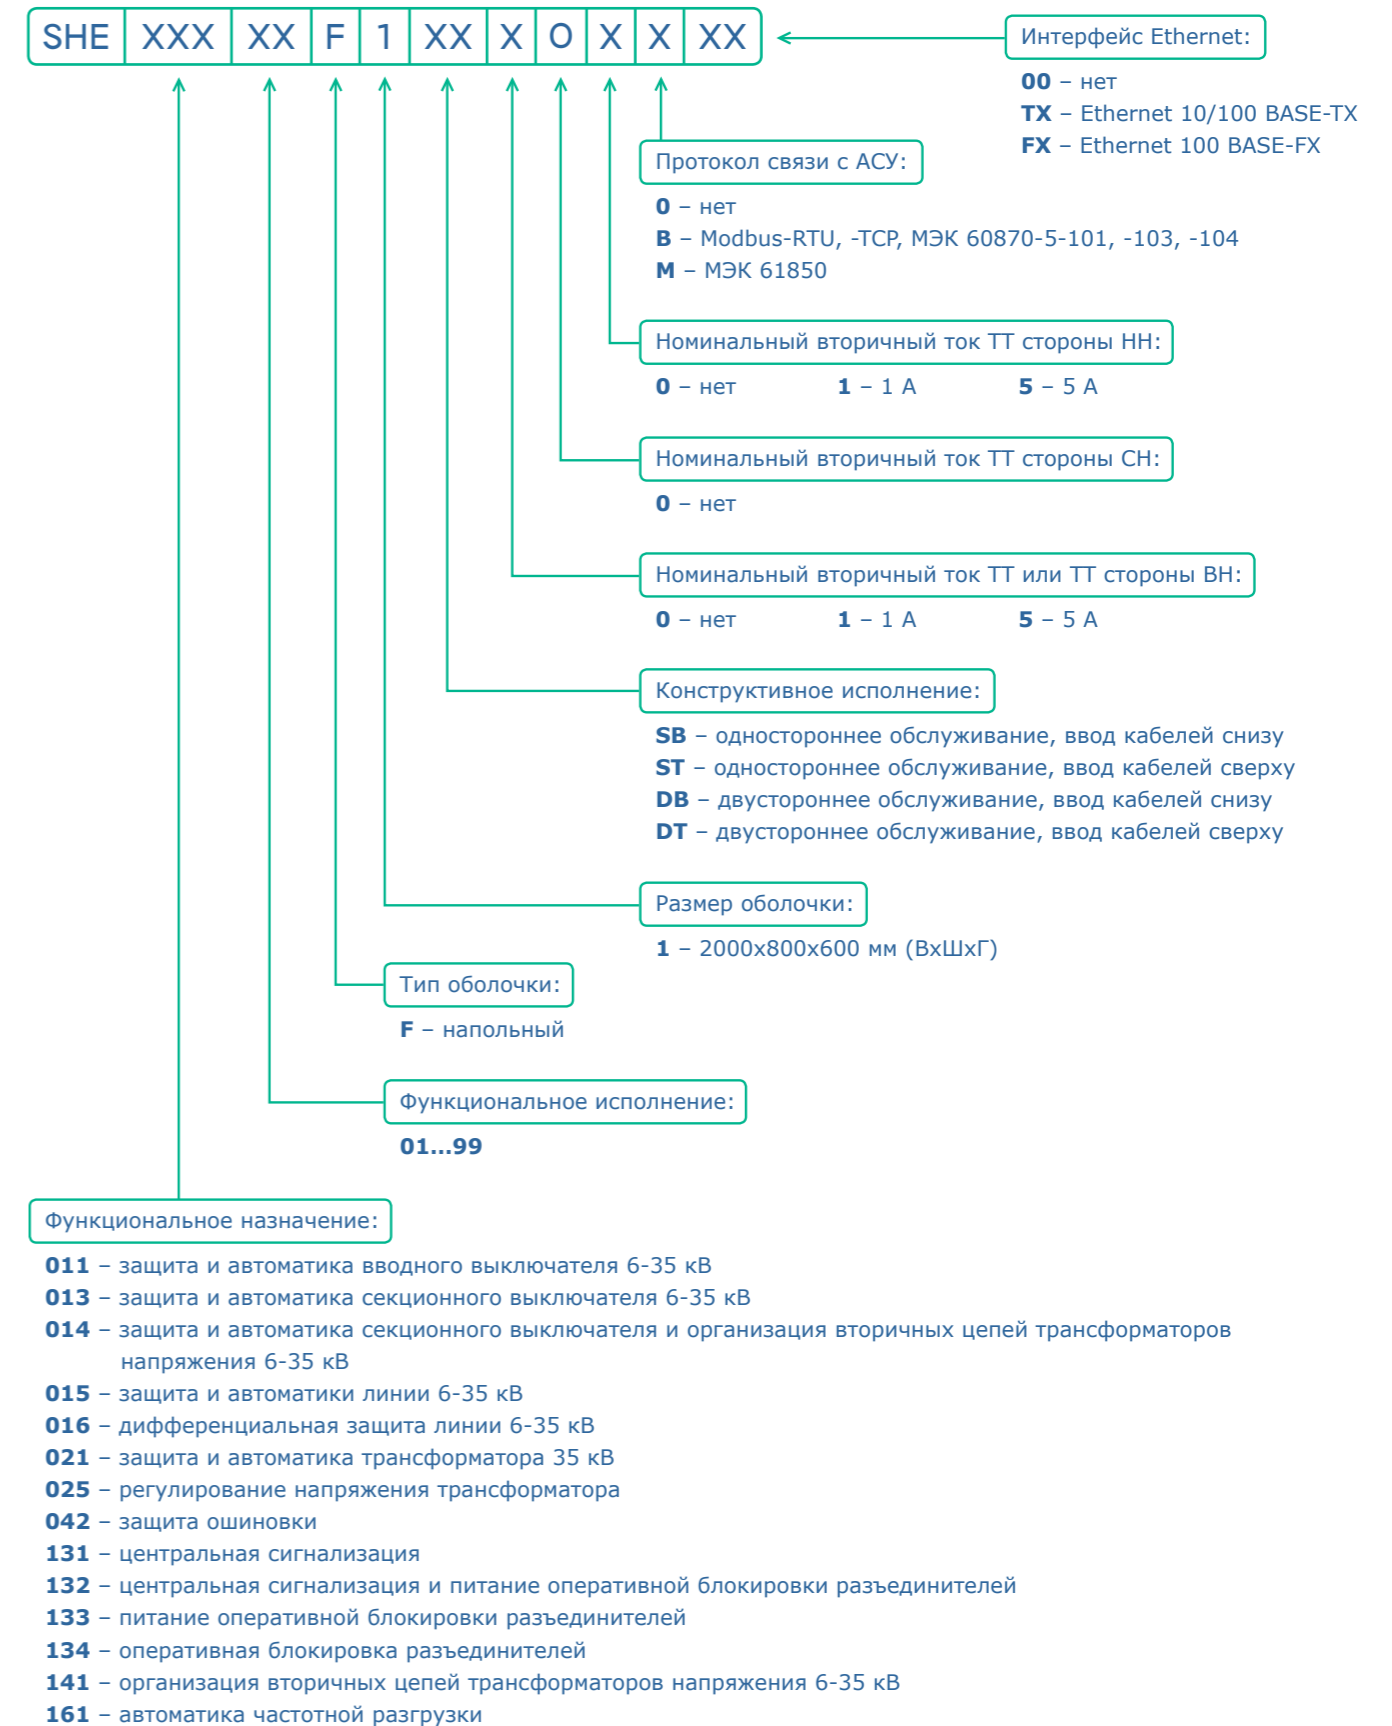 SHE XXX XX F 1 XX X 0 X X XX
Интерфейс Ethernet:
00 – нет
TX – Ethernet 10/100 BASE-TX
FX – Ethernet 100 BASE-FX
Протокол связи с АСУ:
0 – нет
B – Modbus-RTU, -TCP, МЭК 60870-5-101, -103, -104
M – МЭК 61850
Номинальный вторичный ток ТТ стороны НН:
0 – нет 1 – 1 А 5 – 5 А
Номинальный вторичный ток ТТ стороны СН:
0 – нет
Номинальный вторичный ток ТТ или ТТ стороны ВН:
0 – нет 1 – 1 А 5 – 5 А
Конструктивное исполнение:
SB – одностороннее обслуживание, ввод кабелей снизу
ST – одностороннее обслуживание, ввод кабелей сверху
DB – двустороннее обслуживание, ввод кабелей снизу
DT – двустороннее обслуживание, ввод кабелей сверху
Размер оболочки:
1 – 2000х800х600 мм (ВхШхГ)
Тип оболочки:
F – напольный
Функциональное исполнение:
01...99
Функциональное назначение:
011 – защита и автоматика вводного выключателя 6-35 кВ
013 – защита и автоматика секционного выключателя 6-35 кВ
014 – защита и автоматика секционного выключателя и организация вторичных цепей трансформаторов
напряжения 6-35 кВ
015 – защита и автоматики линии 6-35 кВ
016 – дифференциальная защита линии 6-35 кВ
021 – защита и автоматика трансформатора 35 кВ
025 – регулирование напряжения трансформатора
042 – защита ошиновки
131 – центральная сигнализация
132 – центральная сигнализация и питание оперативной блокировки разъединителей
133 – питание оперативной блокировки разъединителей
134 – оперативная блокировка разъединителей
141 – организация вторичных цепей трансформаторов напряжения 6-35 кВ
161 – автоматика частотной разгрузки